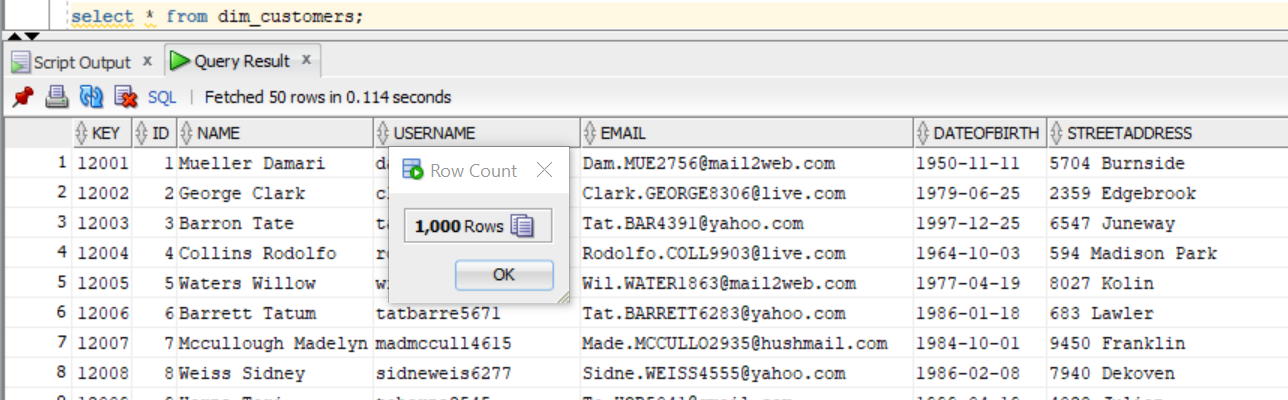 select * from dim_customers;
Script Output x Query Result x
SQL | Fetched 50 rows in 0.114 seconds
KEY ID NAME USERNAME EMAIL DATEOFBIRTH STREETADDRESS
1 12001 1 Mueller Damari Dam.MUE2756@mail2web.com 1950-11-11 5704 Burnside
2 12002 2 George Clark Clark.GEORGE8306@live.com 1979-06-25 2359 Edgebrook
3 12003 3 Barron Tate Tat.BAR4391@yahoo.com 1997-12-25 6547 Juneway
4 12004 4 Collins Rodolfo Rodolfo.COLL9903@live.com 1964-10-03 594 Madison Park
5 12005 5 Waters Willow Wil.WATER1863@mail2web.com 1977-04-19 8027 Kolin
6 12006 6 Barrett Tatum tatbarre5671 Tat.BARRETT6283@yahoo.com 1986-01-18 683 Lawler
7 12007 7 Mccullough Madelyn madmccull4615 Made.MCCULLO2935@hushmail.com 1984-10-01 9450 Franklin
8 12008 8 Weiss Sidney sidneweis6277 Sidne.WEISS4555@yahoo.com 1986-02-08 7940 Dekoven
Row Count
1,000 Rows
OK